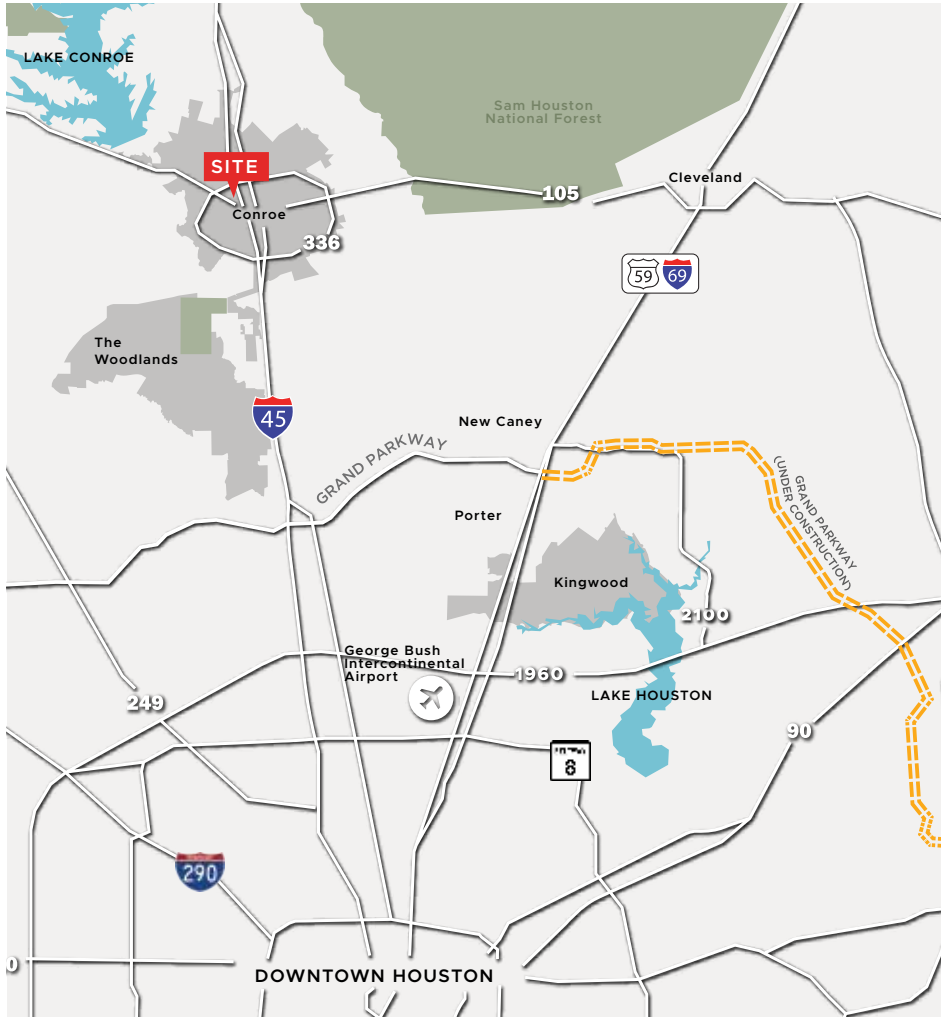 LAKE CONROE
Sam Houston
National Forest
SITE
Cleveland
105
Conroe
336
59
69
The
Woodlands
45
New Caney
GRAND PARKWAY
GRAND PARKWAY
(UNDER CONSTRUCTION)
Porter
Kingwood
2100
George Bush
Intercontinental
Airport
1960
LAKE HOUSTON
249
90
8
290
0
DOWNTOWN HOUSTON